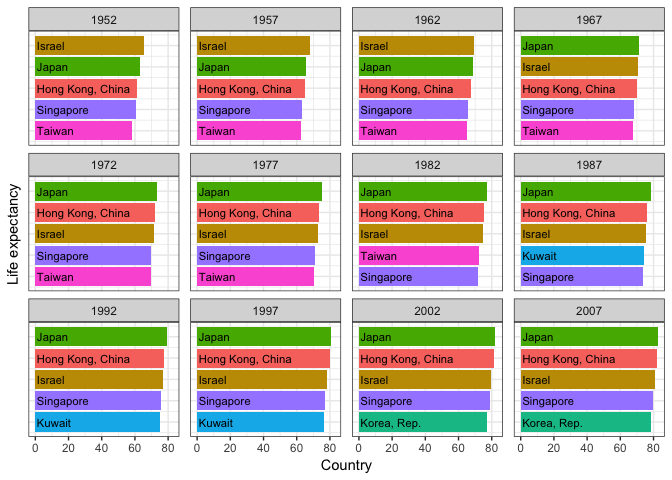 1952 1957 1962 1967
Israel Israel Israel Japan
Japan Japan Japan Israel
Hong Kong, China Hong Kong, China Hong Kong, China Hong Kong, China
Singapore Singapore Singapore Singapore
Taiwan Taiwan Taiwan Taiwan
1972 1977 1982 1987
Japan Japan Japan Japan
Hong Kong, China Hong Kong, China Hong Kong, China Hong Kong, China
Israel Israel Israel Israel
Singapore Singapore Taiwan Kuwait
Taiwan Taiwan Singapore Singapore
Life expectancy
1992 1997 2002 2007
Japan Japan Japan Japan
Hong Kong, China Hong Kong, China Hong Kong, China Hong Kong, China
Israel Israel Israel Israel
Singapore Singapore Singapore Singapore
Kuwait Kuwait Korea, Rep. Korea, Rep.
0 20 40 60 80 0 20 40 60 80 0 20 40 60 80 0 20 40 60 80
Country